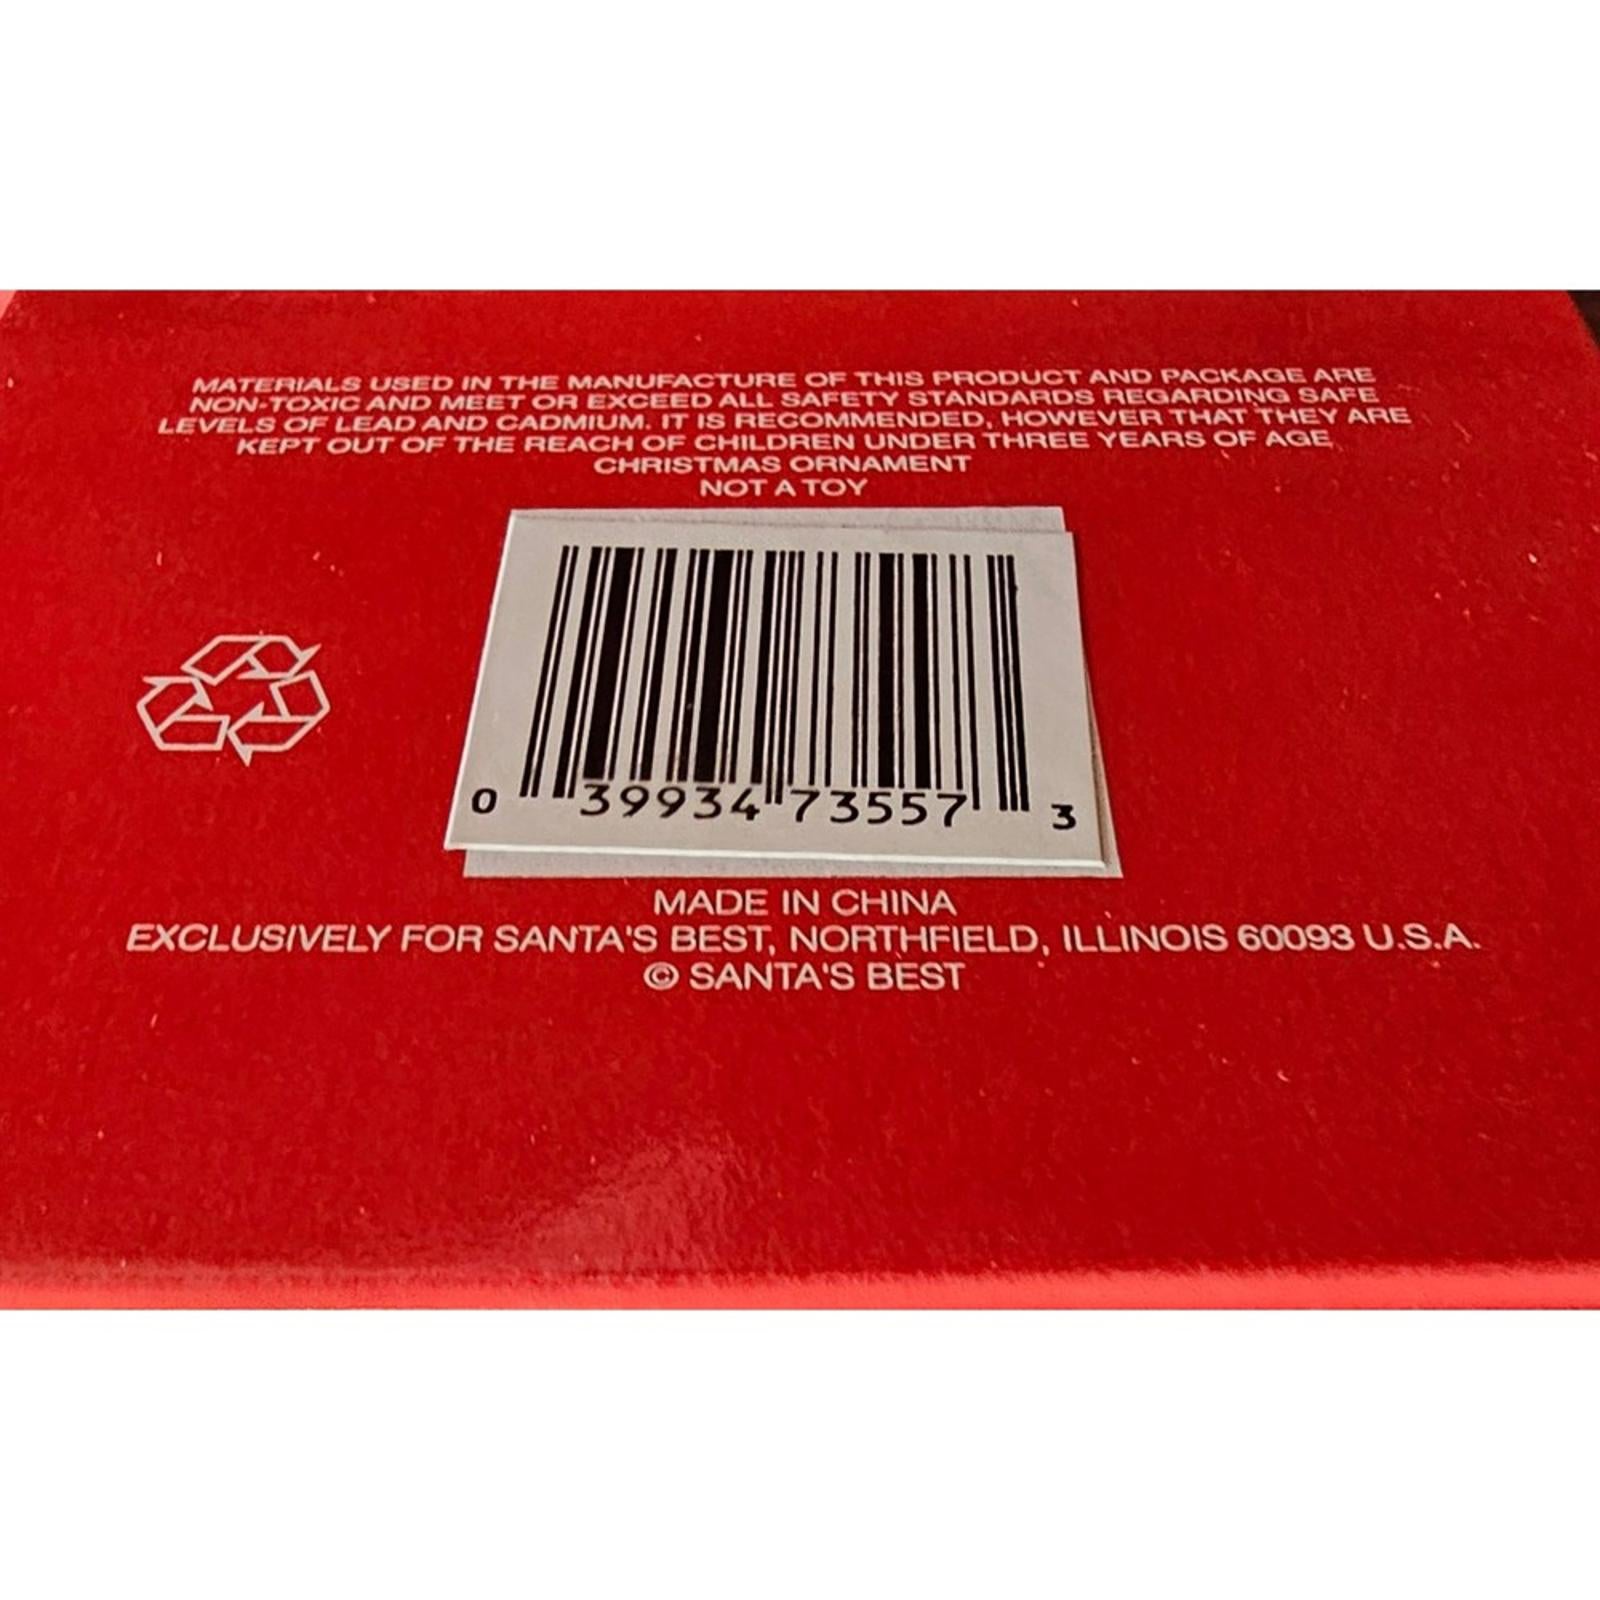 MATERIALS USED IN THE MANUFACTURE OF THIS PRODUCT AND PACKAGE ARE
NON-TOXIC AND MEET OR EXCEED ALL SAFETY STANDARDS REGARDING SAFE
LEVELS OF LEAD AND CADMIUM. IT IS RECOMMENDED, HOWEVER THAT THEY ARE
KEPT OUT OF THE REACH OF CHILDREN UNDER THREE YEARS OF AGE
CHRISTMAS ORNAMENT
NOT A TOY
0 39934 73557 3
MADE IN CHINA
EXCLUSIVELY FOR SANTA'S BEST, NORTHFIELD, ILLINOIS 60093 U.S.A.
© SANTA'S BEST